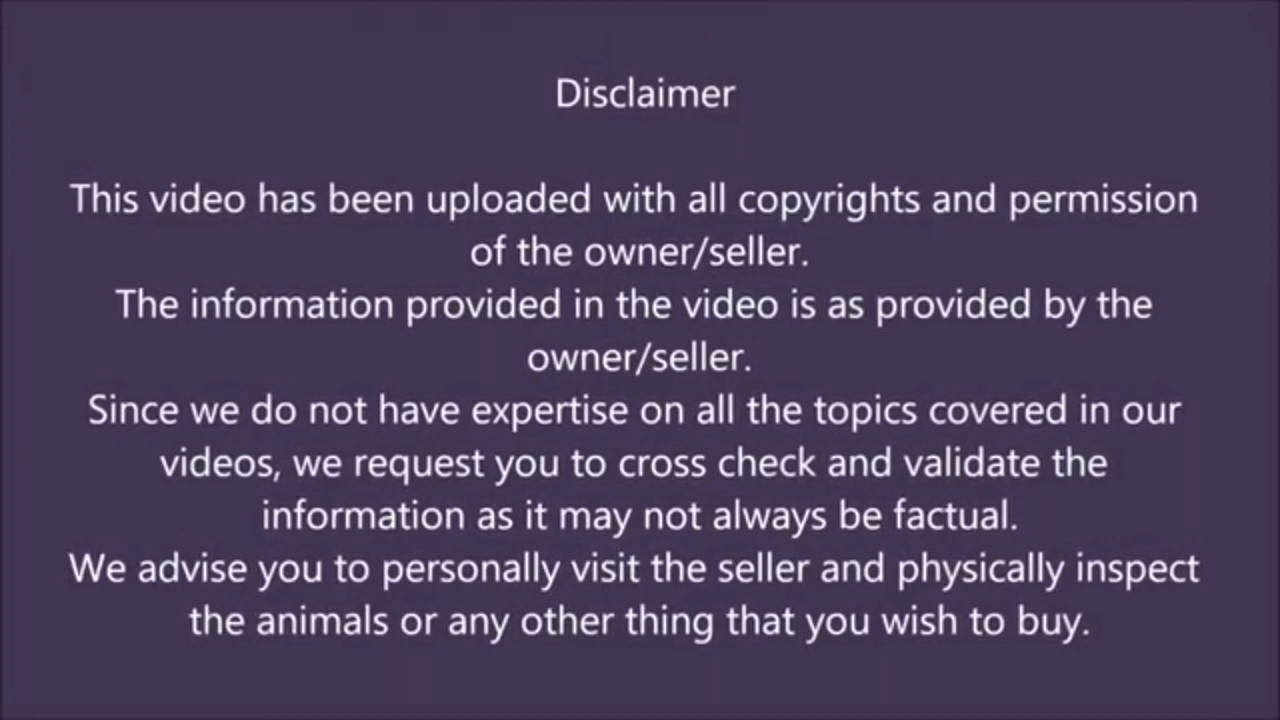 Disclaimer
This video has been uploaded with all copyrights and permission
of the owner/seller.
The information provided in the video is as provided by the
owner/seller.
Since we do not have expertise on all the topics covered in our
videos, we request you to cross check and validate the
information as it may not always be factual.
We advise you to personally visit the seller and physically inspect
the animals or any other thing that you wish to buy.